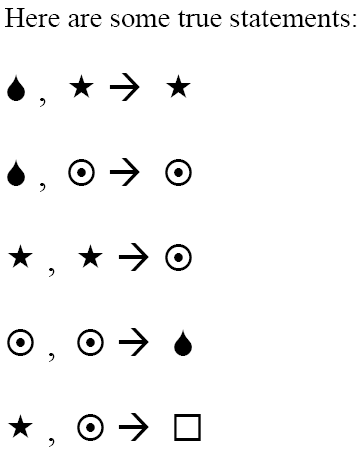 Here are some true statements:
🌢 , ★ → ★
🌢 , ☉ → ☉
★ , ★ → ☉
☉ , ☉ → 🌢
★ , ☉ → □